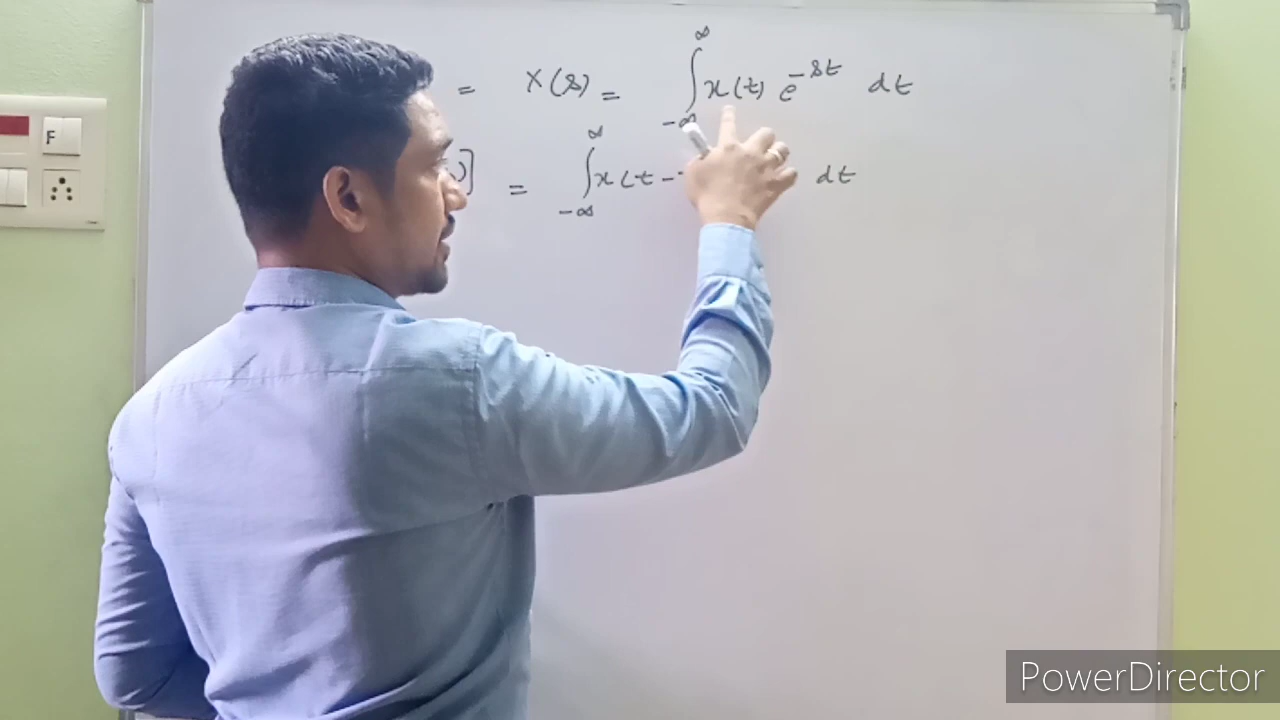 = X(s) = ∫_{-∞}^{∞} x(t) e^{-st} dt
] = ∫_{-∞}^{∞} x(t - dt
F
PowerDirector